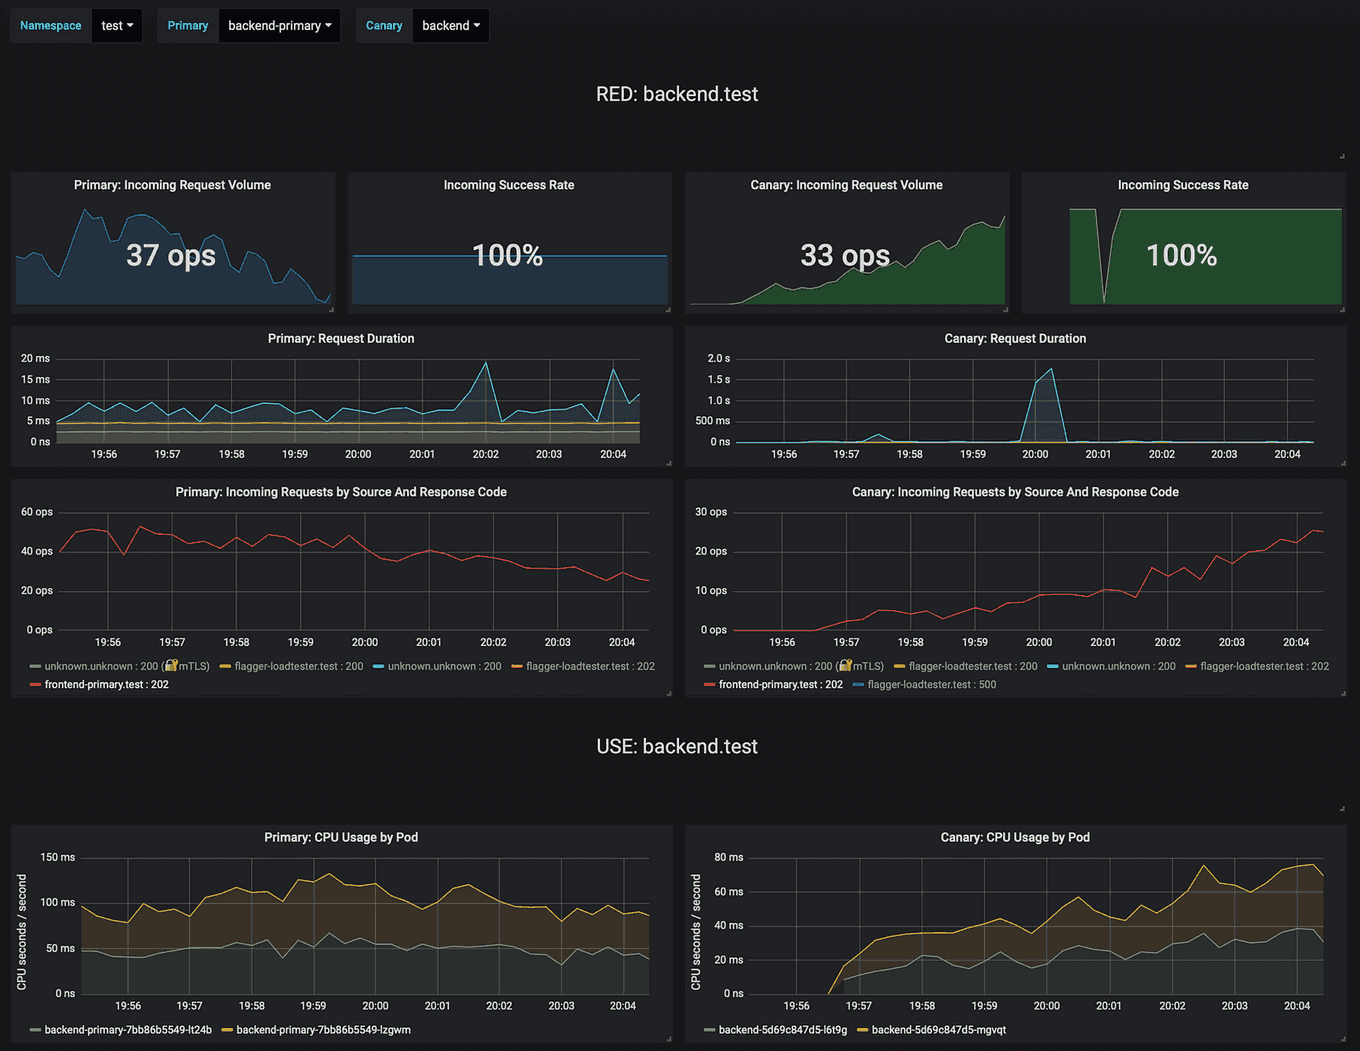 Namespace test Primary backend-primary Canary backend
RED: backend.test
Primary: Incoming Request Volume
37 ops
Incoming Success Rate
100%
Canary: Incoming Request Volume
33 ops
Incoming Success Rate
100%
Primary: Request Duration
20 ms
15 ms
10 ms
5 ms
0 ns
19:56 19:57 19:58 19:59 20:00 20:01 20:02 20:03 20:04
Canary: Request Duration
2.0 s
1.5 s
1.0 s
500 ms
0 ns
19:56 19:57 19:58 19:59 20:00 20:01 20:02 20:03 20:04
Primary: Incoming Requests by Source And Response Code
60 ops
40 ops
20 ops
0 ops
19:56 19:57 19:58 19:59 20:00 20:01 20:02 20:03 20:04
unknown.unknown : 200 (🔐mTLS) flagger-loadtester.test : 200 unknown.unknown : 200 flagger-loadtester.test : 202
frontend-primary.test : 202
Canary: Incoming Requests by Source And Response Code
30 ops
20 ops
10 ops
0 ops
19:56 19:57 19:58 19:59 20:00 20:01 20:02 20:03 20:04
unknown.unknown : 200 (🔐mTLS) flagger-loadtester.test : 200 unknown.unknown : 200 flagger-loadtester.test : 202
frontend-primary.test : 202 flagger-loadtester.test : 500
USE: backend.test
Primary: CPU Usage by Pod
CPU seconds / second
150 ms
100 ms
50 ms
0 ns
19:56 19:57 19:58 19:59 20:00 20:01 20:02 20:03 20:04
backend-primary-7bb86b5549-lt24b backend-primary-7bb86b5549-lzgwm
Canary: CPU Usage by Pod
CPU seconds / second
80 ms
60 ms
40 ms
20 ms
0 ns
19:56 19:57 19:58 19:59 20:00 20:01 20:02 20:03 20:04
backend-5d69c847d5-l6t9g backend-5d69c847d5-mgvqt